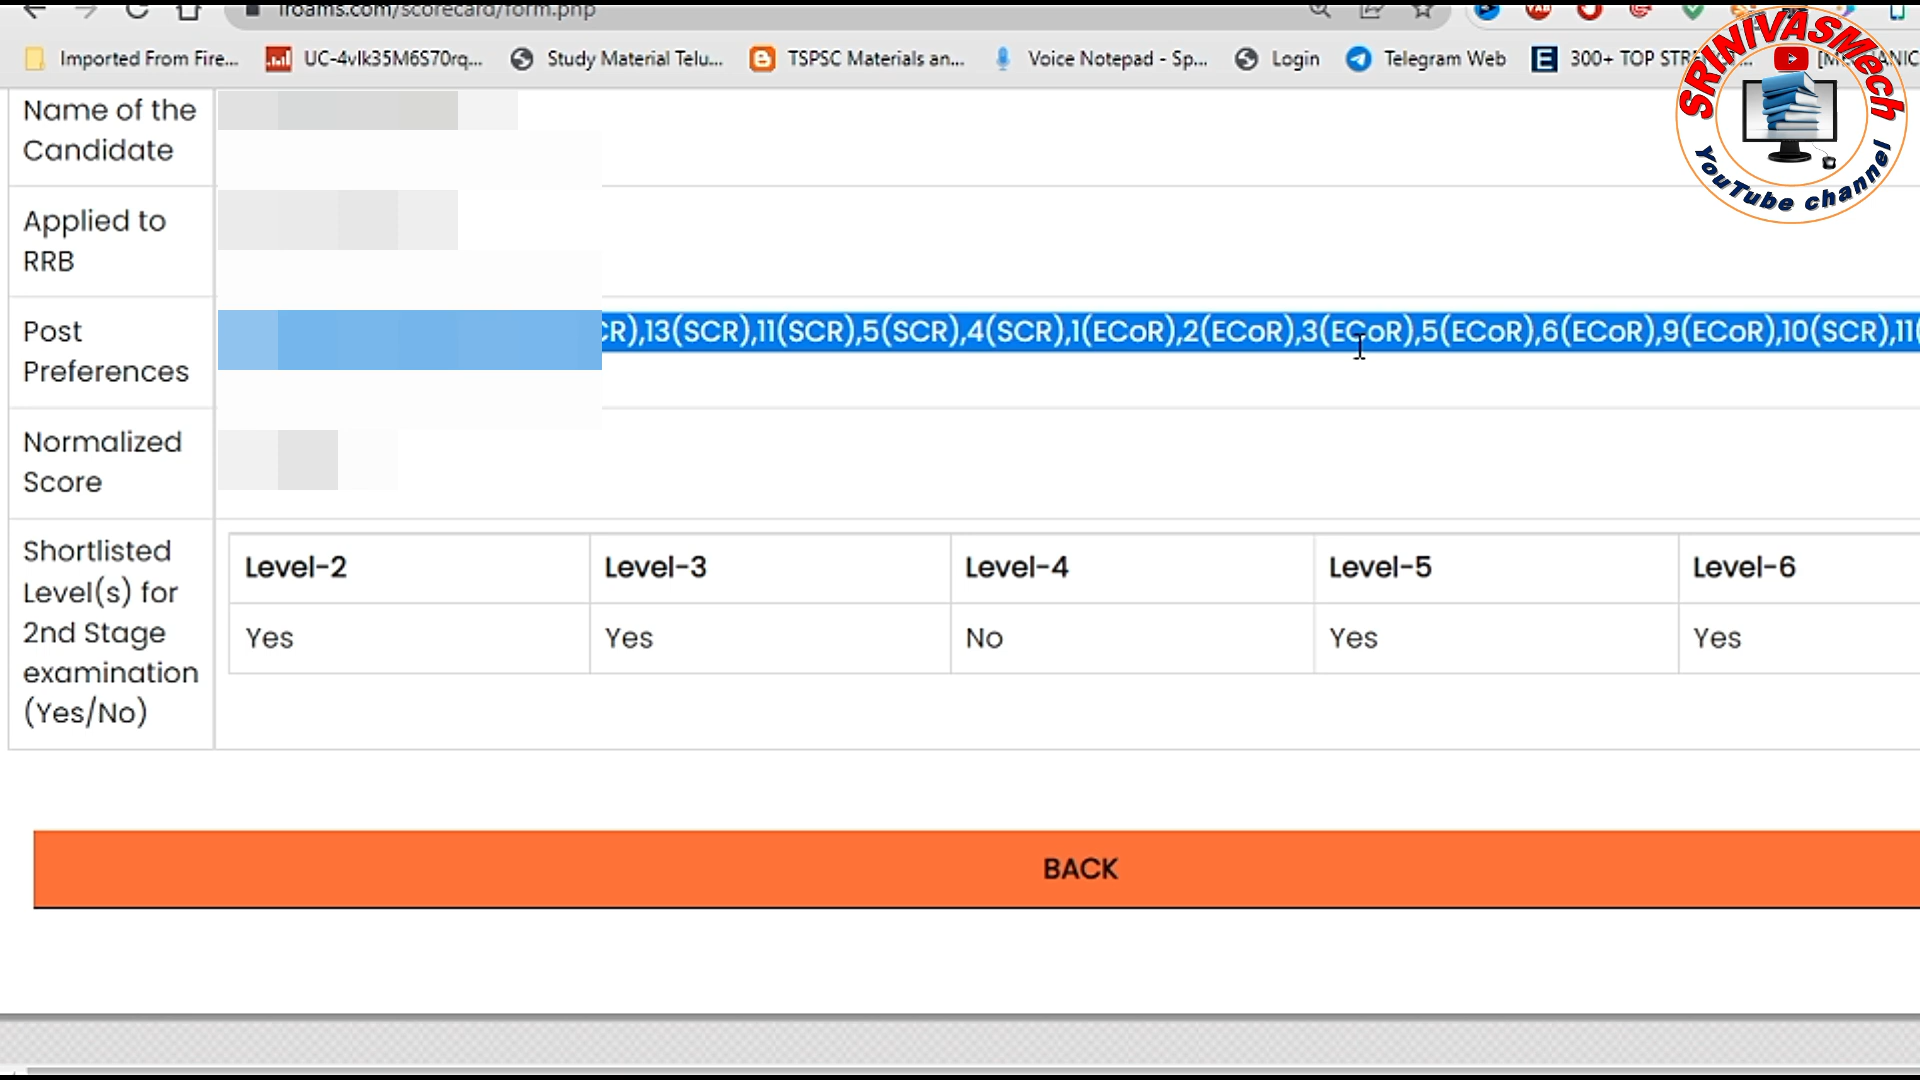 iroams.com/scorecard/form.php
Imported From Fire... UC-4vIk35M6S70rq... Study Material Telu... TSPSC Materials an... Voice Notepad - Sp... Login Telegram Web 300+ TOP STR
SRINIVASMech
YouTube channel
Name of the
Candidate
Applied to
RRB
Post
Preferences
CR),13(SCR),11(SCR),5(SCR),4(SCR),1(ECoR),2(ECoR),3(ECoR),5(ECoR),6(ECoR),9(ECoR),10(SCR),11(
Normalized
Score
Shortlisted
Level(s) for
2nd Stage
examination
(Yes/No)
Level-2 Level-3 Level-4 Level-5 Level-6
Yes Yes No Yes Yes
BACK